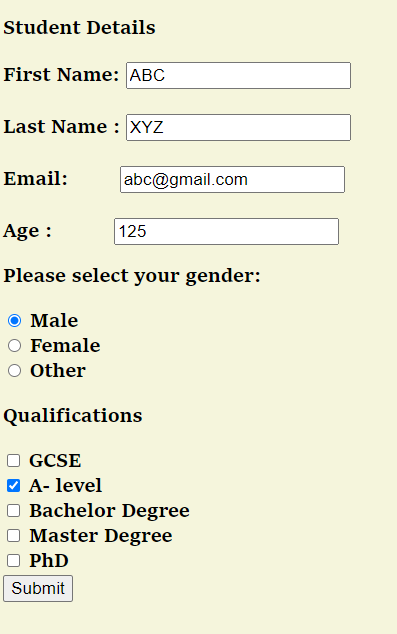 Student Details
First Name: ABC
Last Name : XYZ
Email: abc@gmail.com
Age : 125
Please select your gender:
Male
Female
Other
Qualifications
GCSE
A- level
Bachelor Degree
Master Degree
PhD
Submit